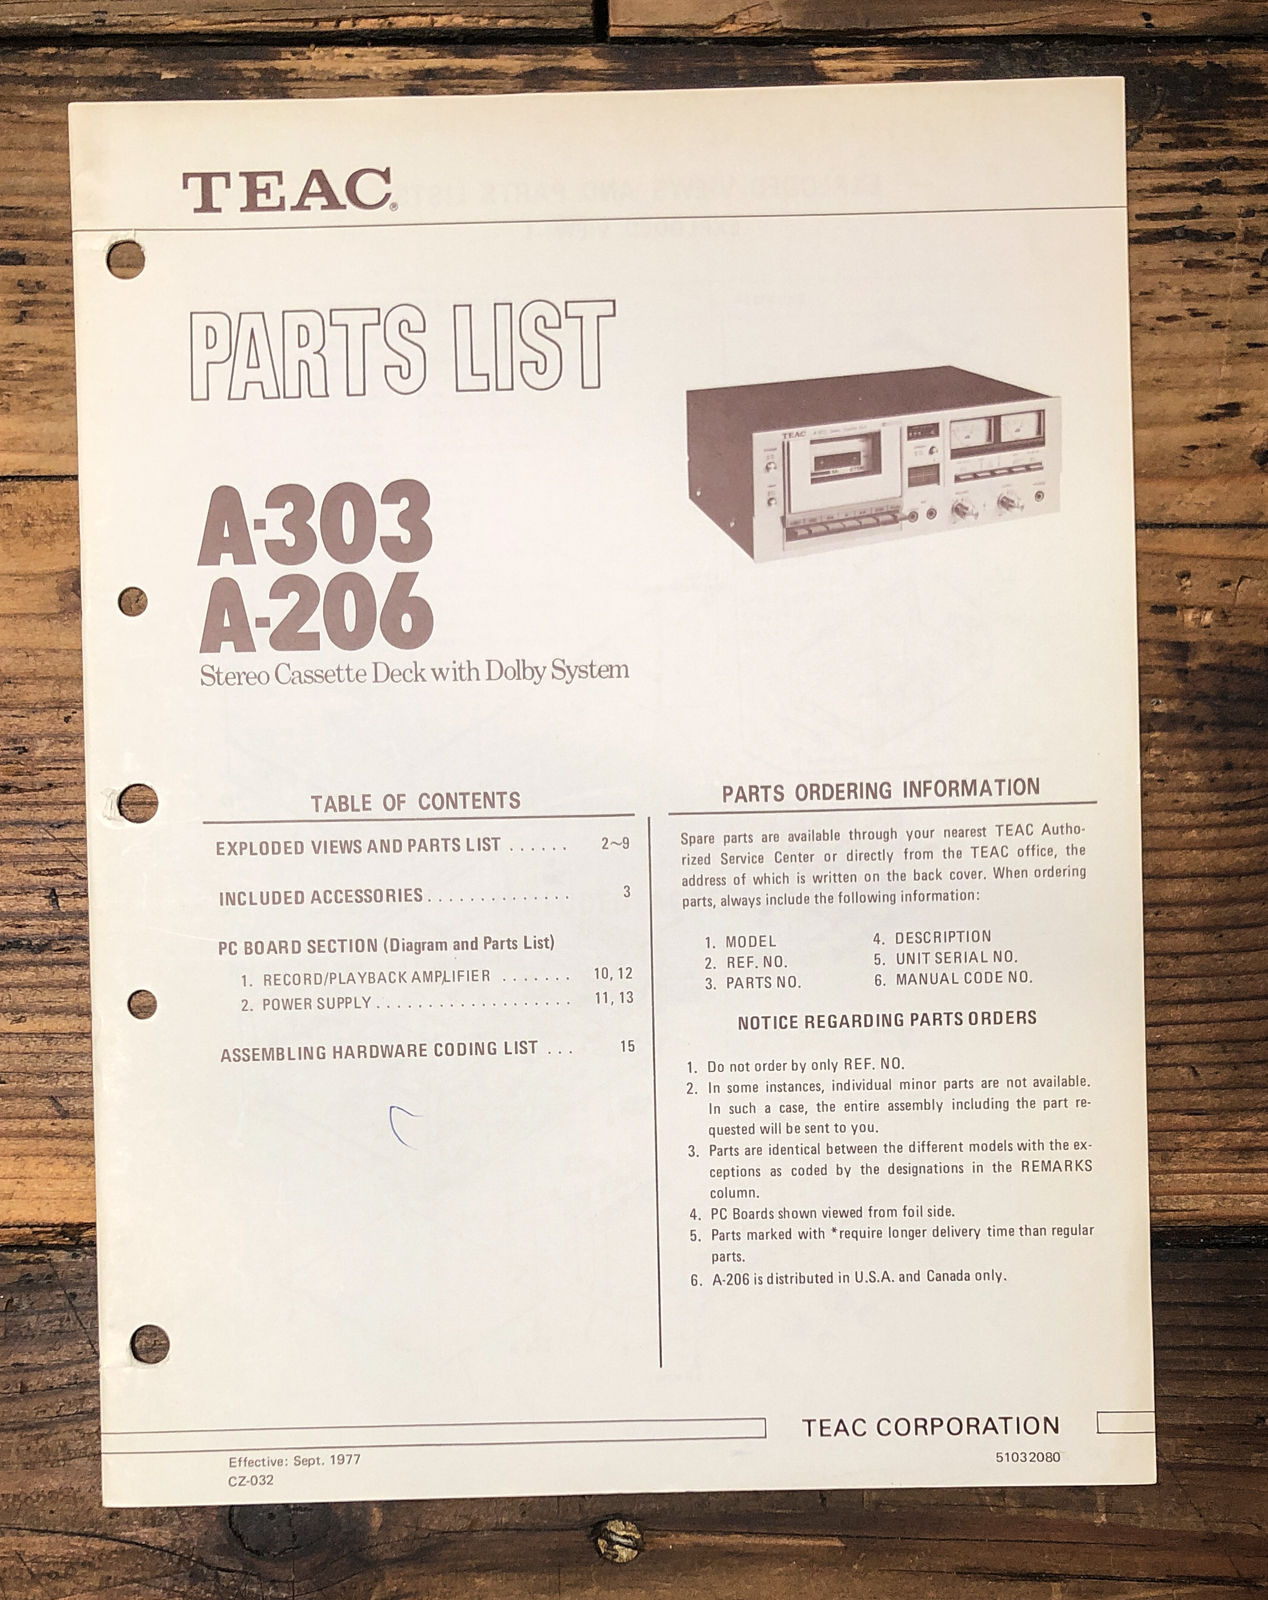 TEAC®
PARTS LIST
A-303
A-206
Stereo Cassette Deck with Dolby System
TEAC
TABLE OF CONTENTS
EXPLODED VIEWS AND PARTS LIST . . . . . . 2~9
INCLUDED ACCESSORIES . . . . . . . . . . . . . . 3
PC BOARD SECTION (Diagram and Parts List)
1. RECORD/PLAYBACK AMPLIFIER . . . . . . . 10, 12
2. POWER SUPPLY . . . . . . . . . . . . . . . . . . . 11, 13
ASSEMBLING HARDWARE CODING LIST . . . 15
PARTS ORDERING INFORMATION
Spare parts are available through your nearest TEAC Autho-
rized Service Center or directly from the TEAC office, the
address of which is written on the back cover. When ordering
parts, always include the following information:
1. MODEL
2. REF. NO.
3. PARTS NO.
4. DESCRIPTION
5. UNIT SERIAL NO.
6. MANUAL CODE NO.
NOTICE REGARDING PARTS ORDERS
1. Do not order by only REF. NO.
2. In some instances, individual minor parts are not available.
In such a case, the entire assembly including the part re-
quested will be sent to you.
3. Parts are identical between the different models with the ex-
ceptions as coded by the designations in the REMARKS
column.
4. PC Boards shown viewed from foil side.
5. Parts marked with *require longer delivery time than regular
parts.
6. A-206 is distributed in U.S.A. and Canada only.
TEAC CORPORATION
Effective: Sept. 1977
CZ-032
51032080